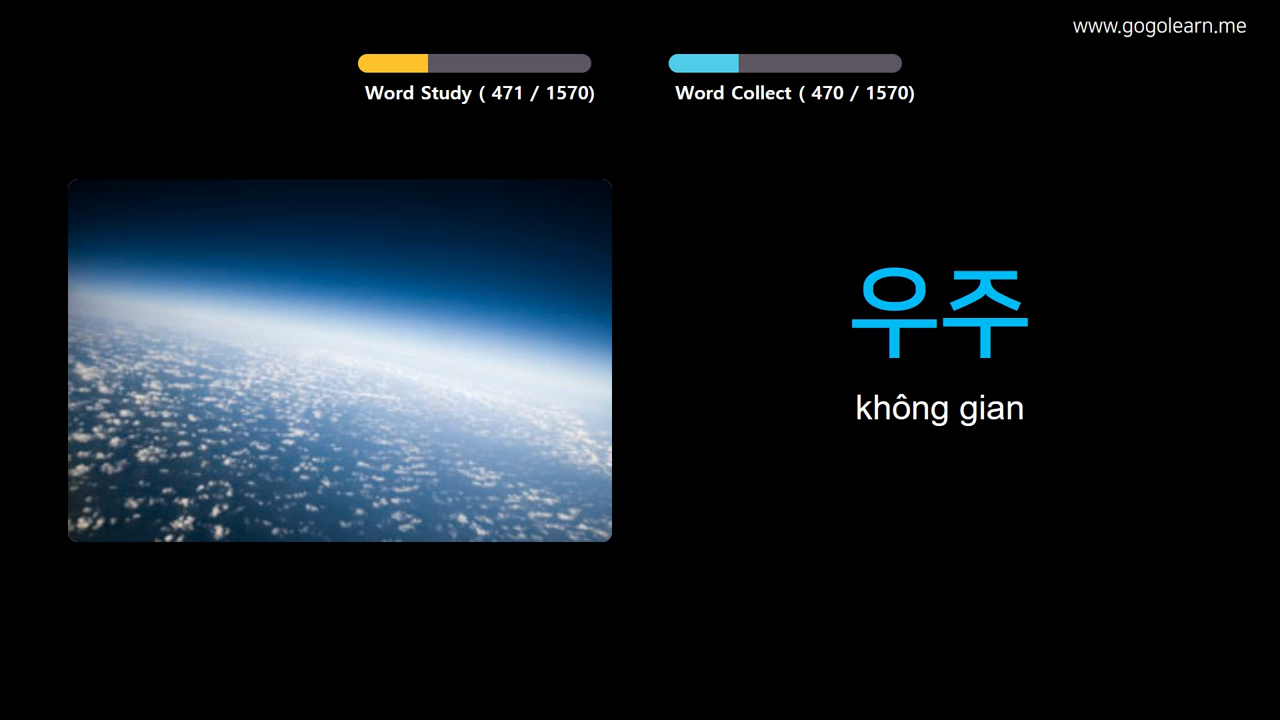 www.gogolearn.me
Word Study ( 471 / 1570)
Word Collect ( 470 / 1570)
우주
không gian